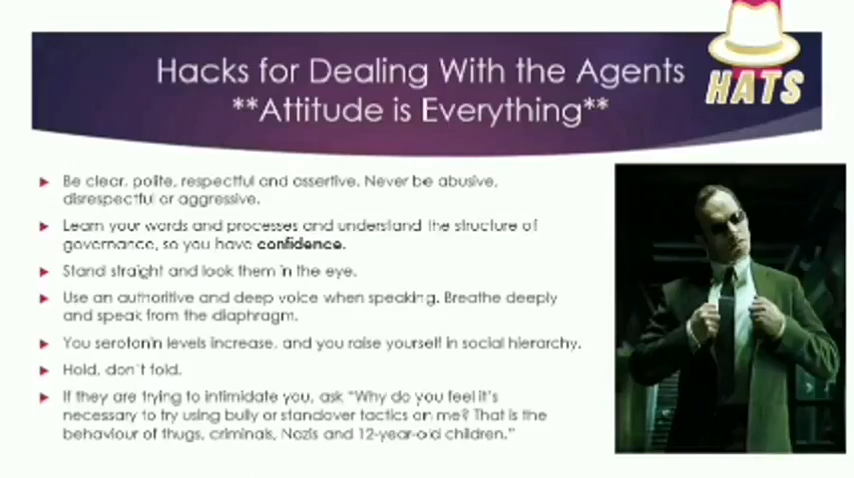 HATS
Hacks for Dealing With the Agents
**Attitude is Everything**
Be clear, polite, respectful and assertive. Never be abusive,
disrespectful or aggressive.
Learn your words and processes and understand the structure of
governance, so you have confidence.
Stand straight and look them in the eye.
Use an authoritive and deep voice when speaking. Breathe deeply
and speak from the diaphragm.
You serotonin levels increase, and you raise yourself in social hierarchy.
Hold, don't fold.
If they are trying to intimidate you, ask “Why do you feel it's
necessary to try using bully or standover tactics on me? That is the
behaviour of thugs, criminals, Nazis and 12-year-old children.”